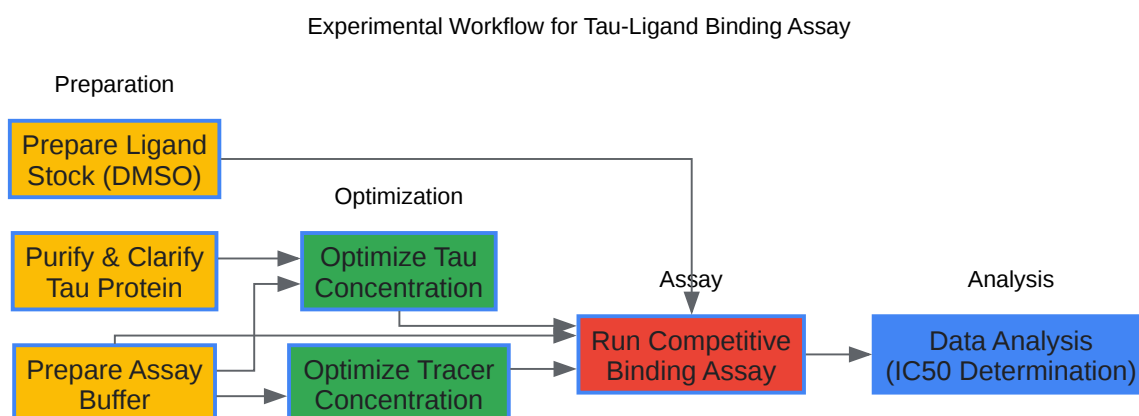 Experimental Workflow for Tau-Ligand Binding Assay
Preparation
Prepare Ligand
Stock (DMSO)
Optimization
Purify & Clarify
Tau Protein
Optimize Tau
Concentration
Assay
Analysis
Run Competitive
Binding Assay
Data Analysis
(IC50 Determination)
Prepare Assay
Buffer
Optimize Tracer
Concentration